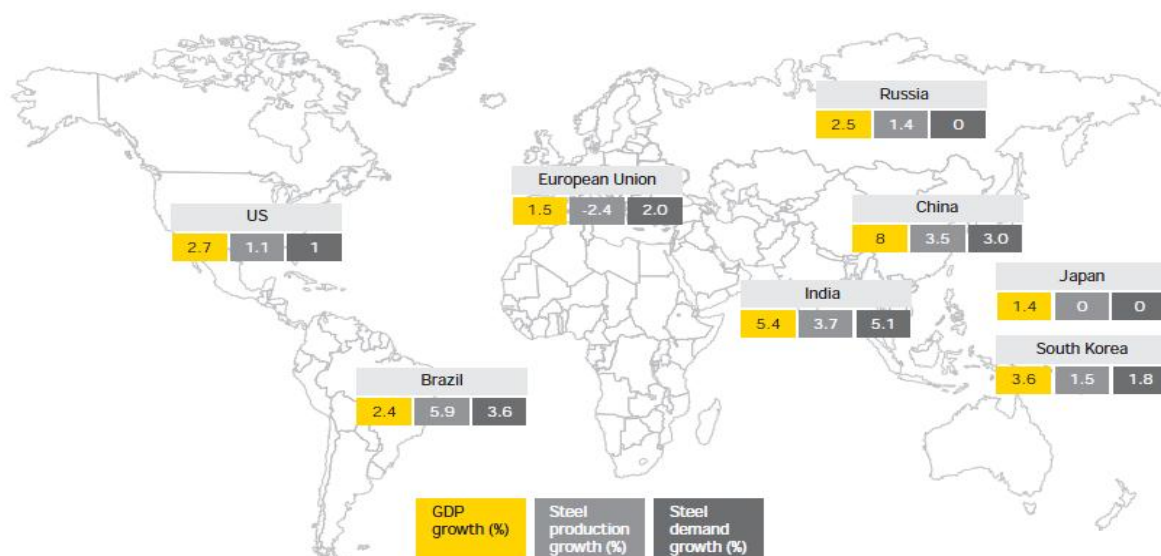 Russia
2.5 1.4 0
European Union
1.5 -2.4 2.0
US
2.7 1.1 1
China
8 3.5 3.0
Japan
1.4 0 0
India
5.4 3.7 5.1
South Korea
3.6 1.5 1.8
Brazil
2.4 5.9 3.6
GDP
growth (%)
Steel
production
growth (%)
Steel
demand
growth (%)